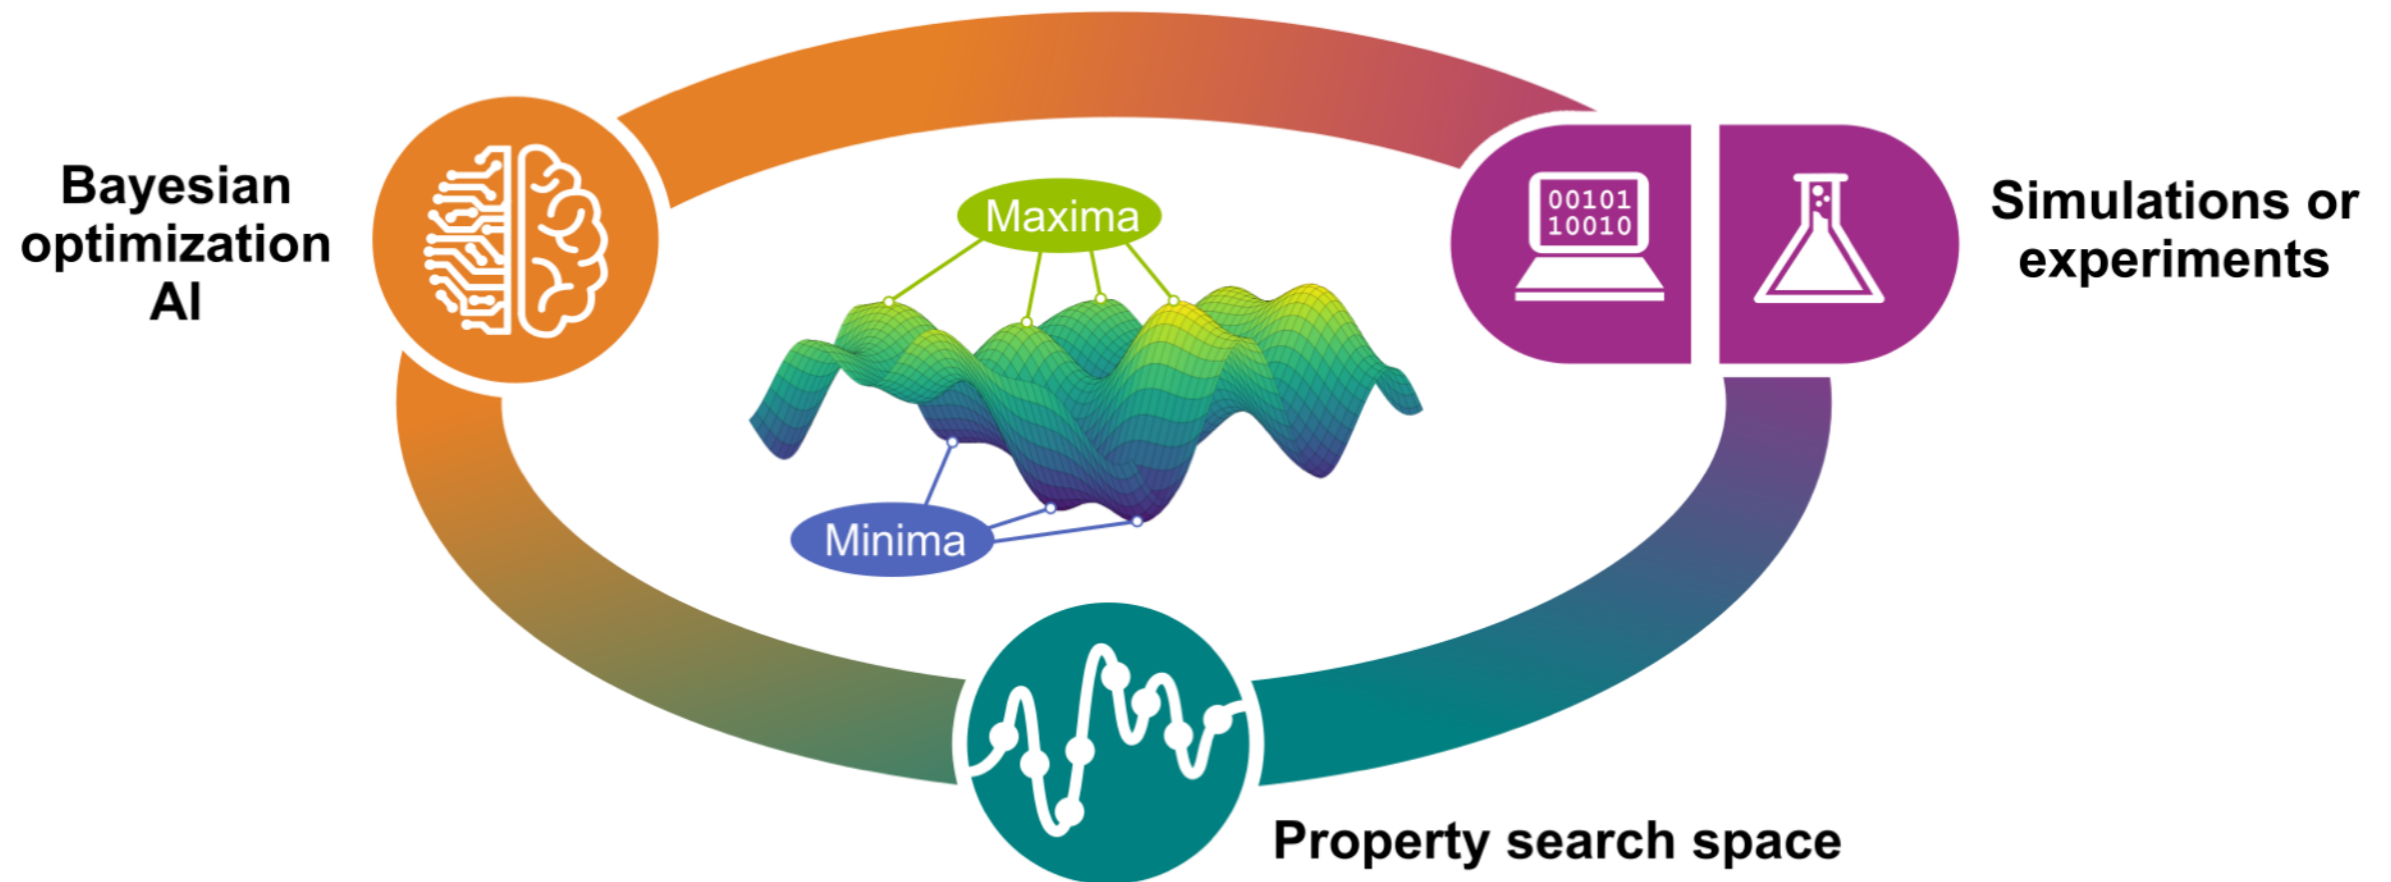 Bayesian
optimization
AI
Maxima
00101
10010
Simulations or
experiments
Minima
Property search space